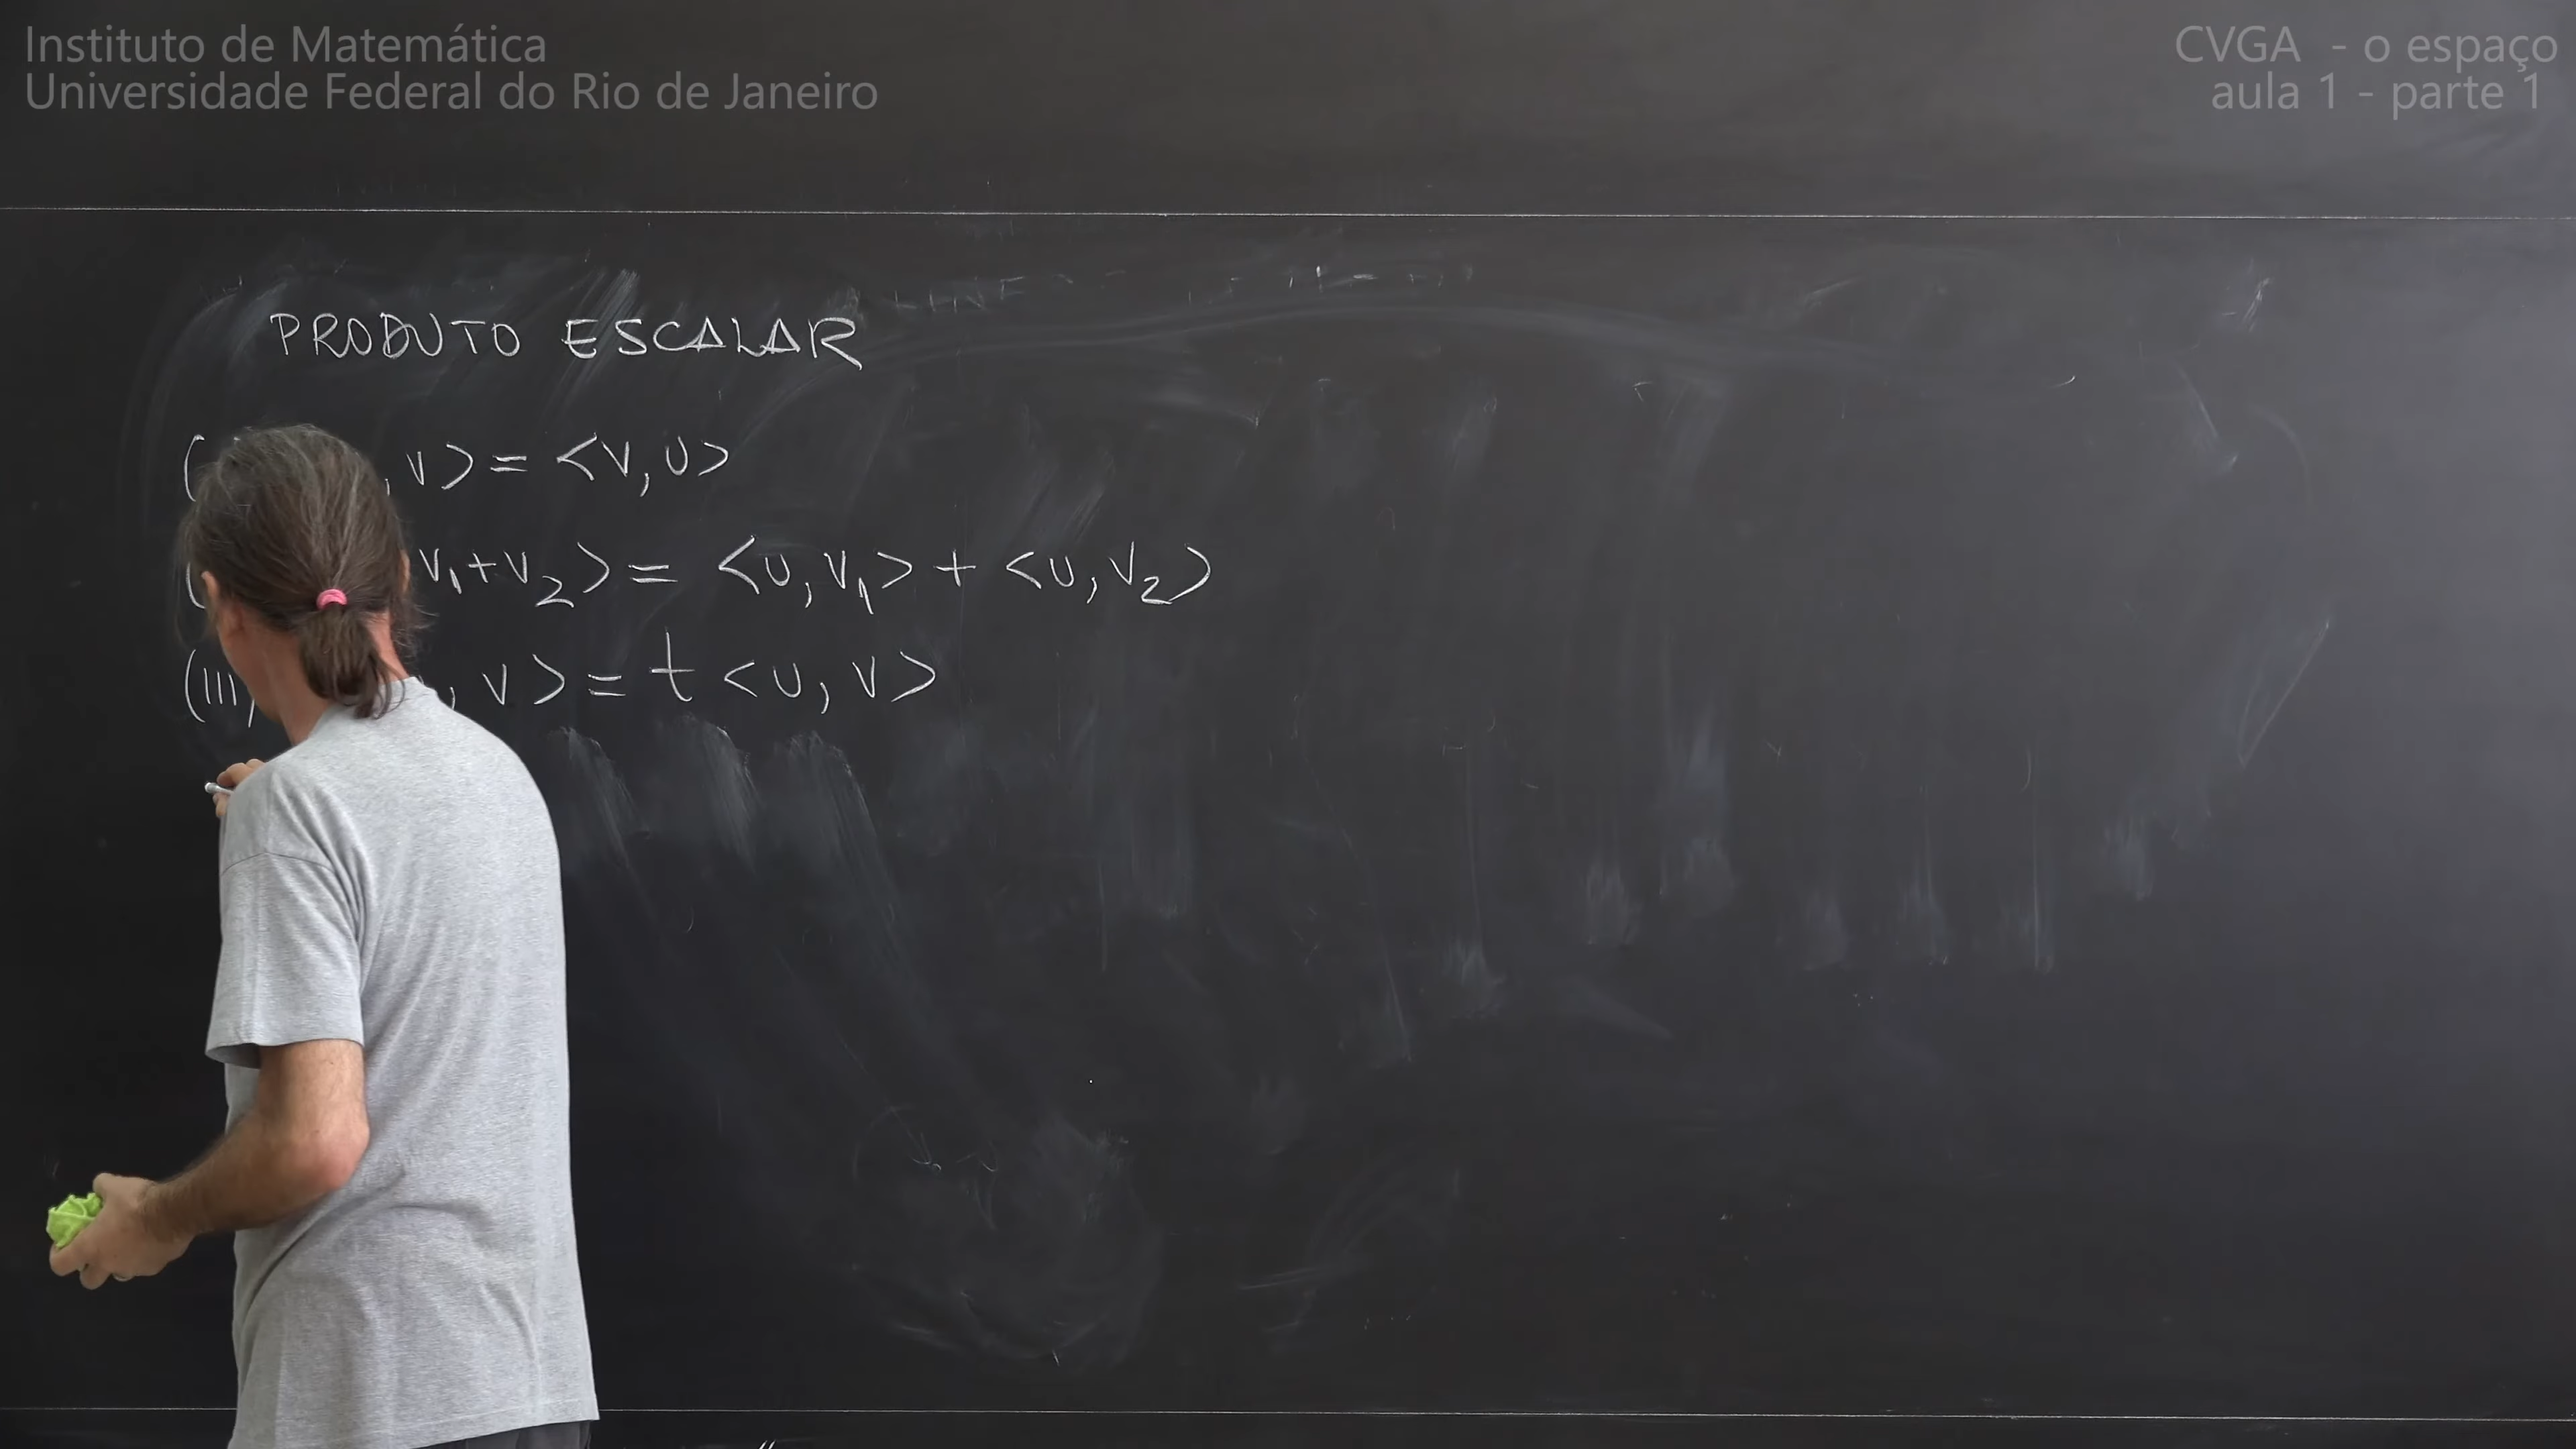 Instituto de Matemática
Universidade Federal do Rio de Janeiro
CVGA - o espaço
aula 1 - parte 1
PRODUTO ESCALAR
( , v> = <v, u>
( v₁+v₂> = <u, v₁> + <u, v₂>
(III) , v> = t <u, v>